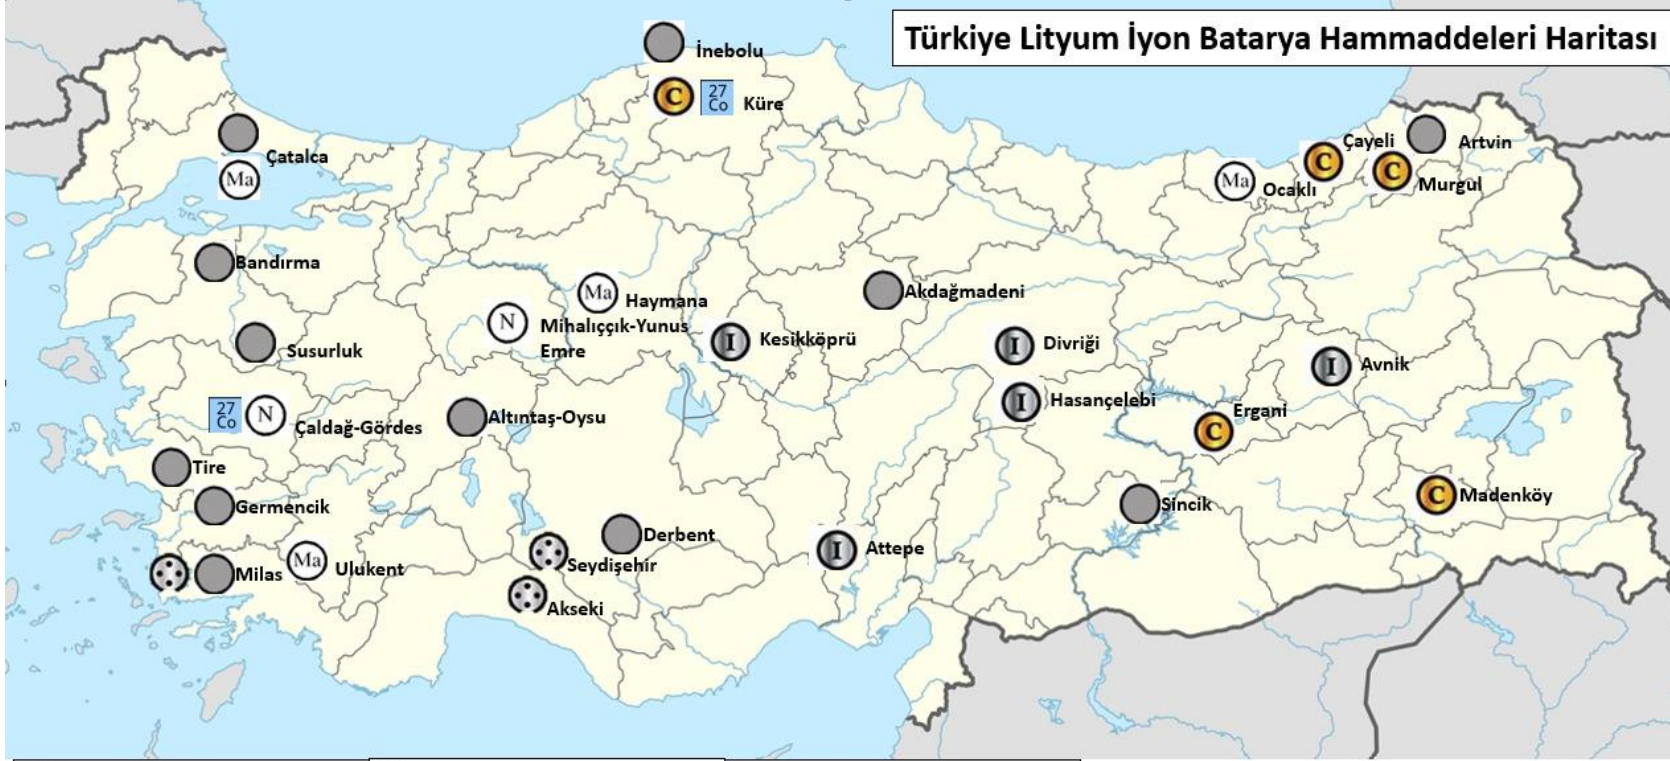 Türkiye Lityum İyon Batarya Hammaddeleri Haritası
İnebolu
C
27
Co
Küre
Çatalca
Ma
Çayeli
C
Artvin
C
Murgul
Ma
Ocaklı
Bandırma
Ma
Haymana
Akdağmadeni
N
Mihalıççık-Yunus
Emre
I
Kesikköprü
I
Divriği
Susurluk
I
Avnik
27
Co
N
Çaldağ-Gördes
Altıntaş-Oysu
I
Hasançelebi
Ergani
C
Tire
Germencik
C
Madenköy
Sincik
Derbent
Seydişehir
I
Attepe
Milas
Ma
Ulukent
Akseki